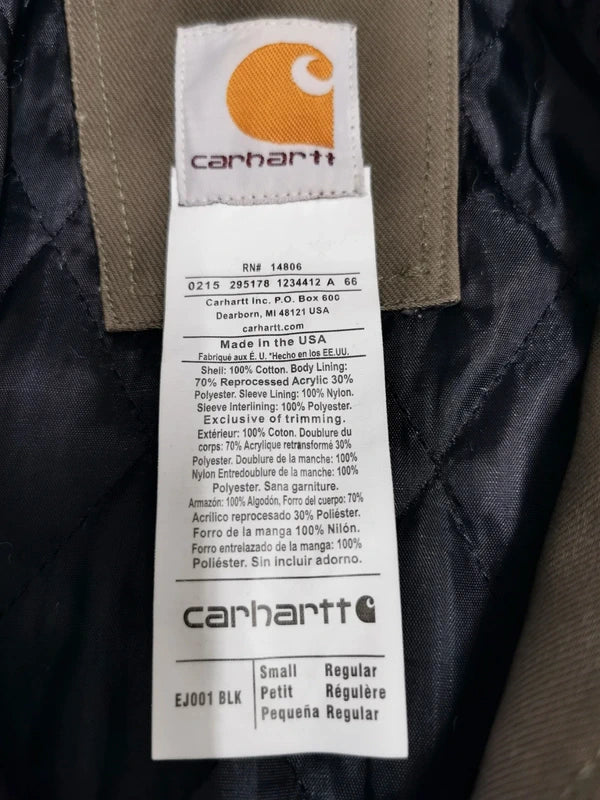 carhartt
RN# 14806
0215 295178 1234412 A 66
Carhartt Inc. P.O. Box 600
Dearborn, MI 48121 USA
carhartt.com
Made in the USA
Fabriqué aux É. U. *Hecho en los EE.UU.
Shell: 100% Cotton. Body Lining:
70% Reprocessed Acrylic 30%
Polyester. Sleeve Lining: 100% Nylon.
Sleeve Interlining: 100% Polyester.
Exclusive of trimming.
Extérieur: 100% Coton. Doublure du
corps: 70% Acrylique retransformé 30%
Polyester. Doublure de la manche: 100%
Nylon Entredoublure de la manche: 100%
Polyester. Sana garniture.
Armazón: 100% Algodón, Forro del cuerpo: 70%
Acrílico reprocesado 30% Poliéster.
Forro de la manga 100% Nilón.
Forro entrelazado de la manga: 100%
Poliéster. Sin incluir adorno.
carhartt
EJ001 BLK
Small Regular
Petit Régulère
Pequeña Regular